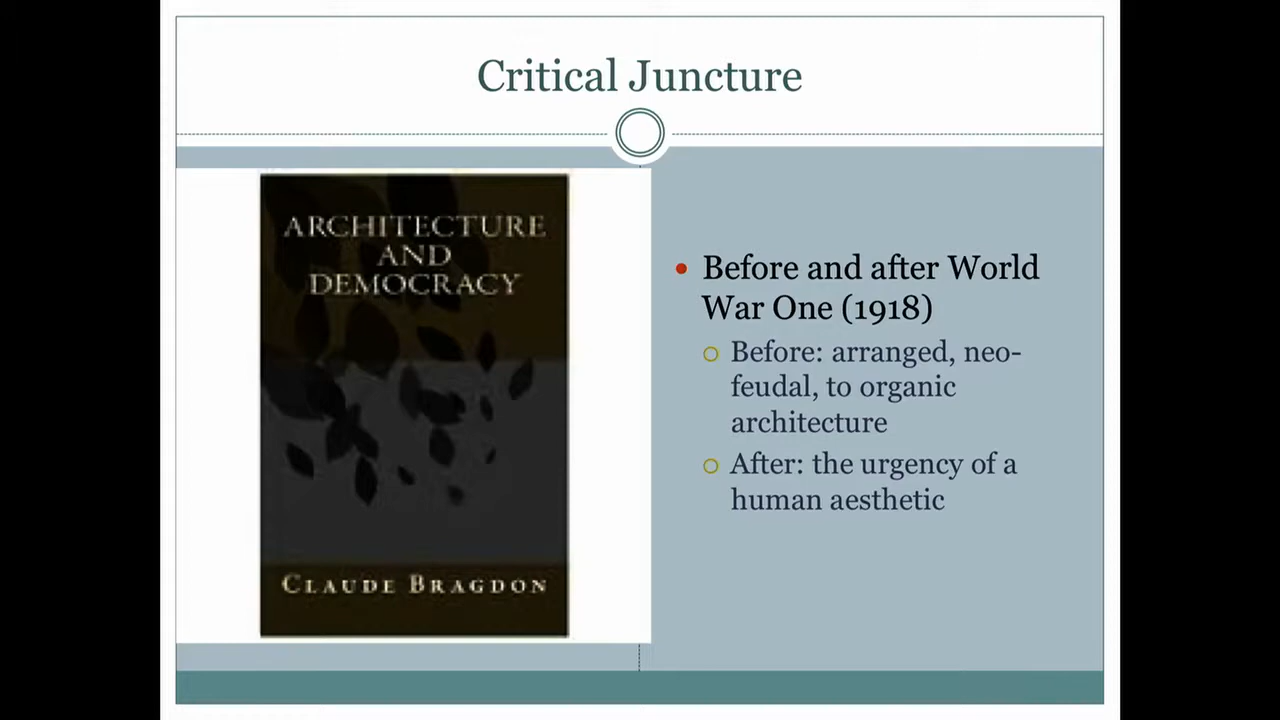 Critical Juncture
ARCHITECTURE
AND
DEMOCRACY
CLAUDE BRAGDON
• Before and after World
War One (1918)
○ Before: arranged, neo-
feudal, to organic
architecture
○ After: the urgency of a
human aesthetic